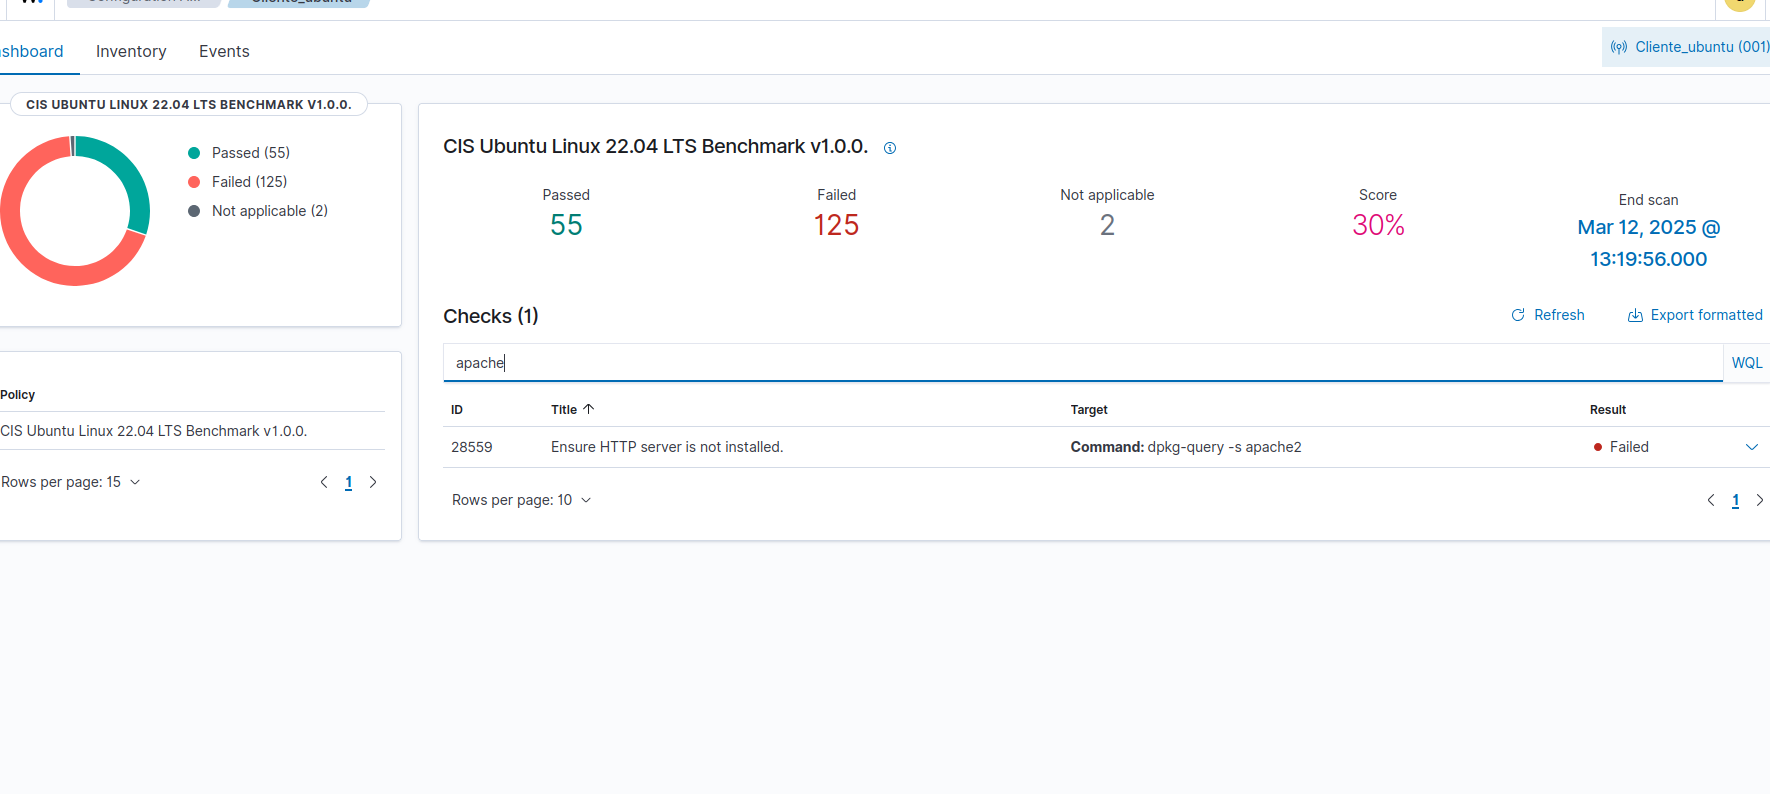 Cliente_ubuntu
Dashboard Inventory Events
Cliente_ubuntu (001)
CIS UBUNTU LINUX 22.04 LTS BENCHMARK V1.0.0.
Passed (55)
Failed (125)
Not applicable (2)
CIS Ubuntu Linux 22.04 LTS Benchmark v1.0.0.
Passed
55
Failed
125
Not applicable
2
Score
30%
End scan
Mar 12, 2025 @
13:19:56.000
Checks (1)
Refresh
Export formatted
apache
WQL
ID Title Target Result
28559 Ensure HTTP server is not installed. Command: dpkg-query -s apache2 Failed
Rows per page: 10
1
Policy
CIS Ubuntu Linux 22.04 LTS Benchmark v1.0.0.
Rows per page: 15
1